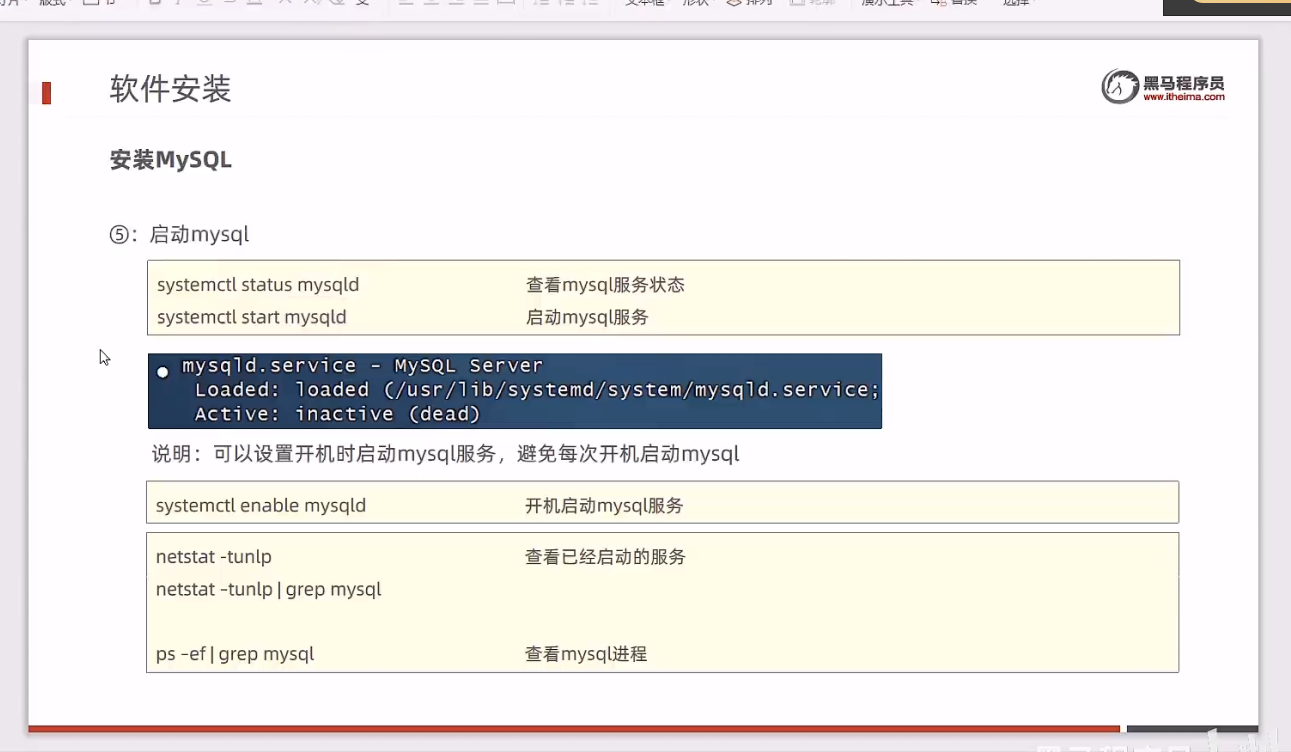 软件安装
黑马程序员
www.itheima.com
安装MySQL
⑤：启动mysql
systemctl status mysqld 查看mysql服务状态
systemctl start mysqld 启动mysql服务
mysqld.service - MySQL Server
Loaded: loaded (/usr/lib/systemd/system/mysqld.service;
Active: inactive (dead)
说明：可以设置开机时启动mysql服务，避免每次开机启动mysql
systemctl enable mysqld 开机启动mysql服务
netstat -tunlp 查看已经启动的服务
netstat –tunlp | grep mysql
ps –ef | grep mysql 查看mysql进程